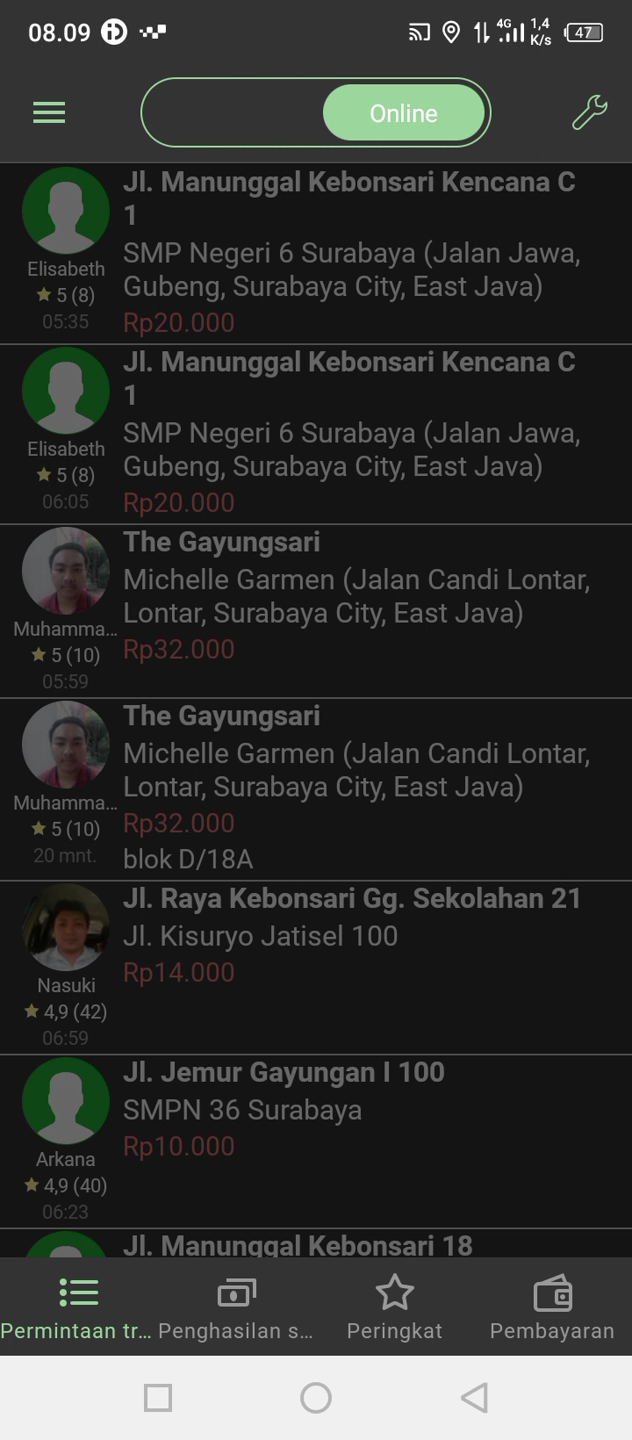 08.09
4G
1,4
K/s
47
Online
Jl. Manunggal Kebonsari Kencana C
1
SMP Negeri 6 Surabaya (Jalan Jawa,
Gubeng, Surabaya City, East Java)
Rp20.000
Elisabeth
5 (8)
05:35
Jl. Manunggal Kebonsari Kencana C
1
SMP Negeri 6 Surabaya (Jalan Jawa,
Gubeng, Surabaya City, East Java)
Rp20.000
Elisabeth
5 (8)
06:05
The Gayungsari
Michelle Garmen (Jalan Candi Lontar,
Lontar, Surabaya City, East Java)
Rp32.000
Muhamma...
5 (10)
05:59
The Gayungsari
Michelle Garmen (Jalan Candi Lontar,
Lontar, Surabaya City, East Java)
Rp32.000
blok D/18A
Muhamma...
5 (10)
20 mnt.
Jl. Raya Kebonsari Gg. Sekolahan 21
Jl. Kisuryo Jatisel 100
Rp14.000
Nasuki
4,9 (42)
06:59
Jl. Jemur Gayungan I 100
SMPN 36 Surabaya
Rp10.000
Arkana
4,9 (40)
06:23
Jl. Manunggal Kebonsari 18
Permintaan tr... Penghasilan s... Peringkat Pembayaran